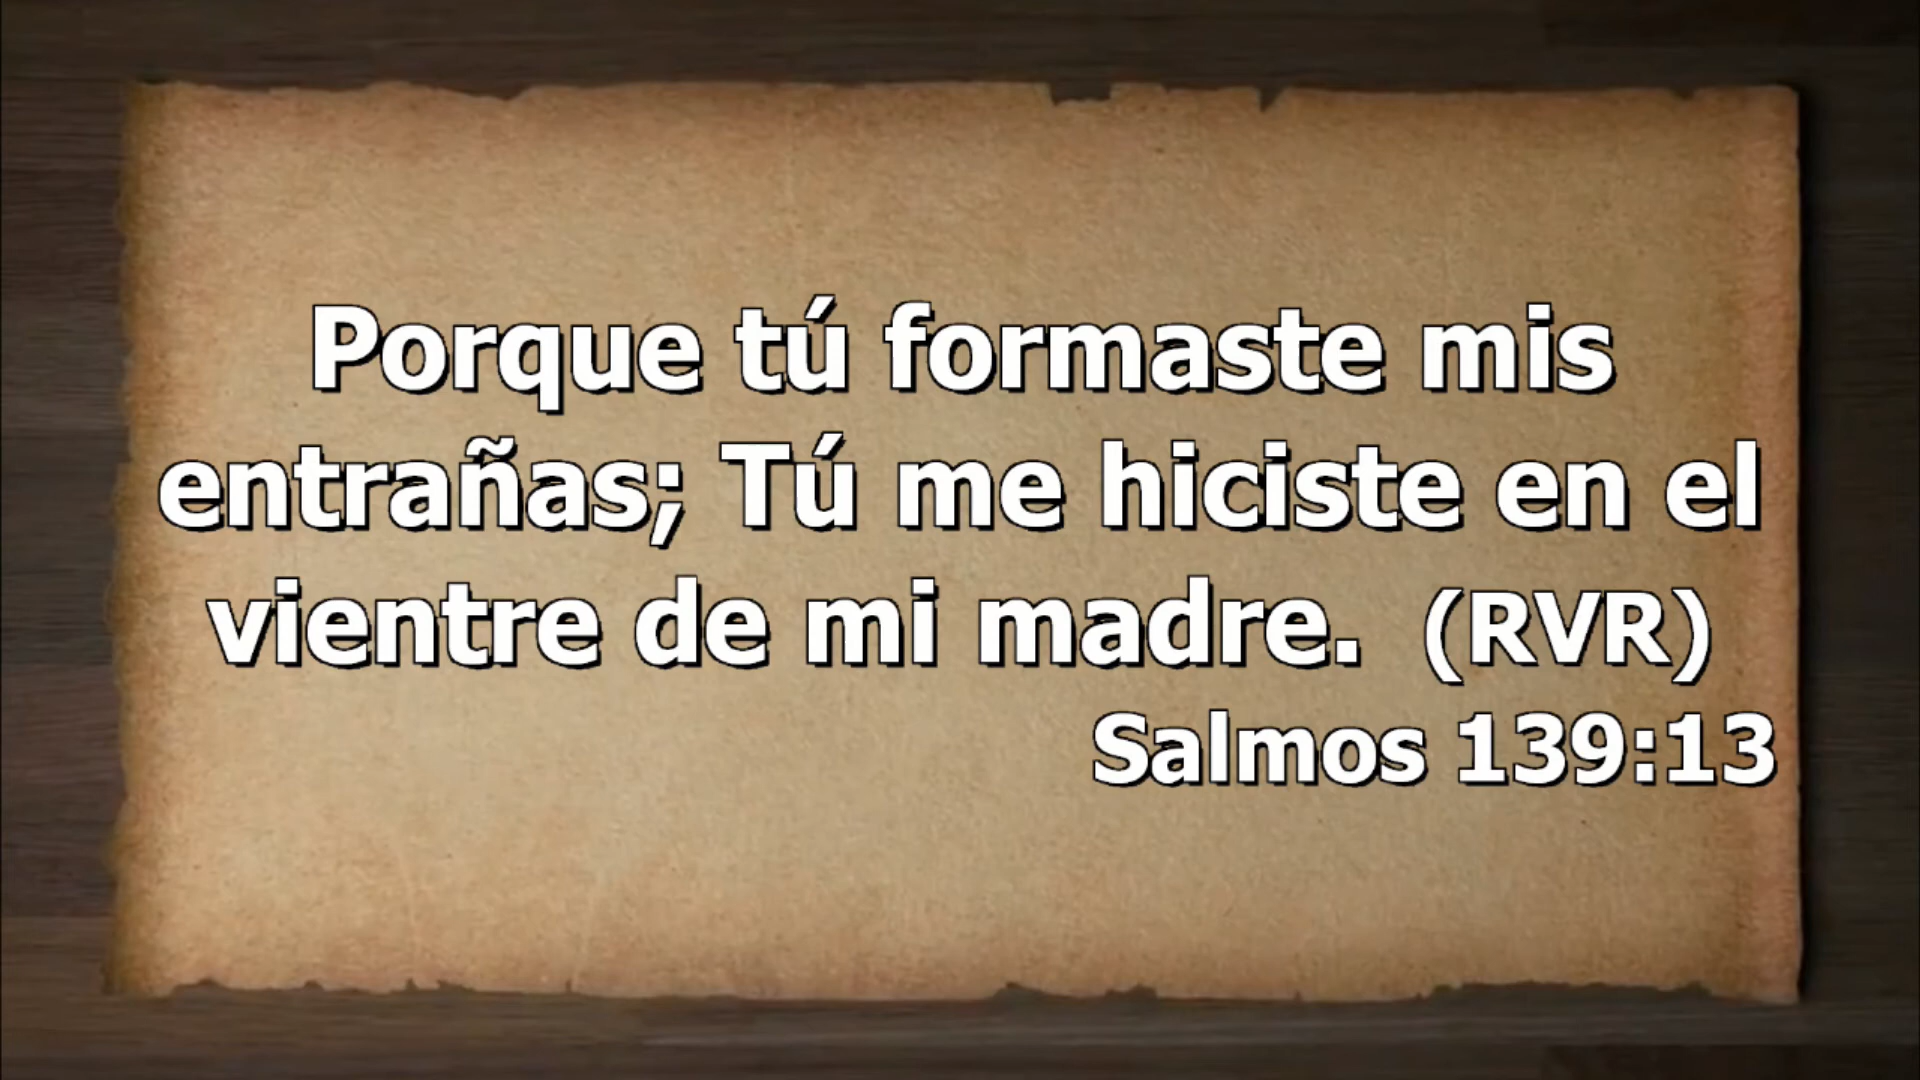 Porque tú formaste mis
entrañas; Tú me hiciste en el
vientre de mi madre. (RVR)
Salmos 139:13